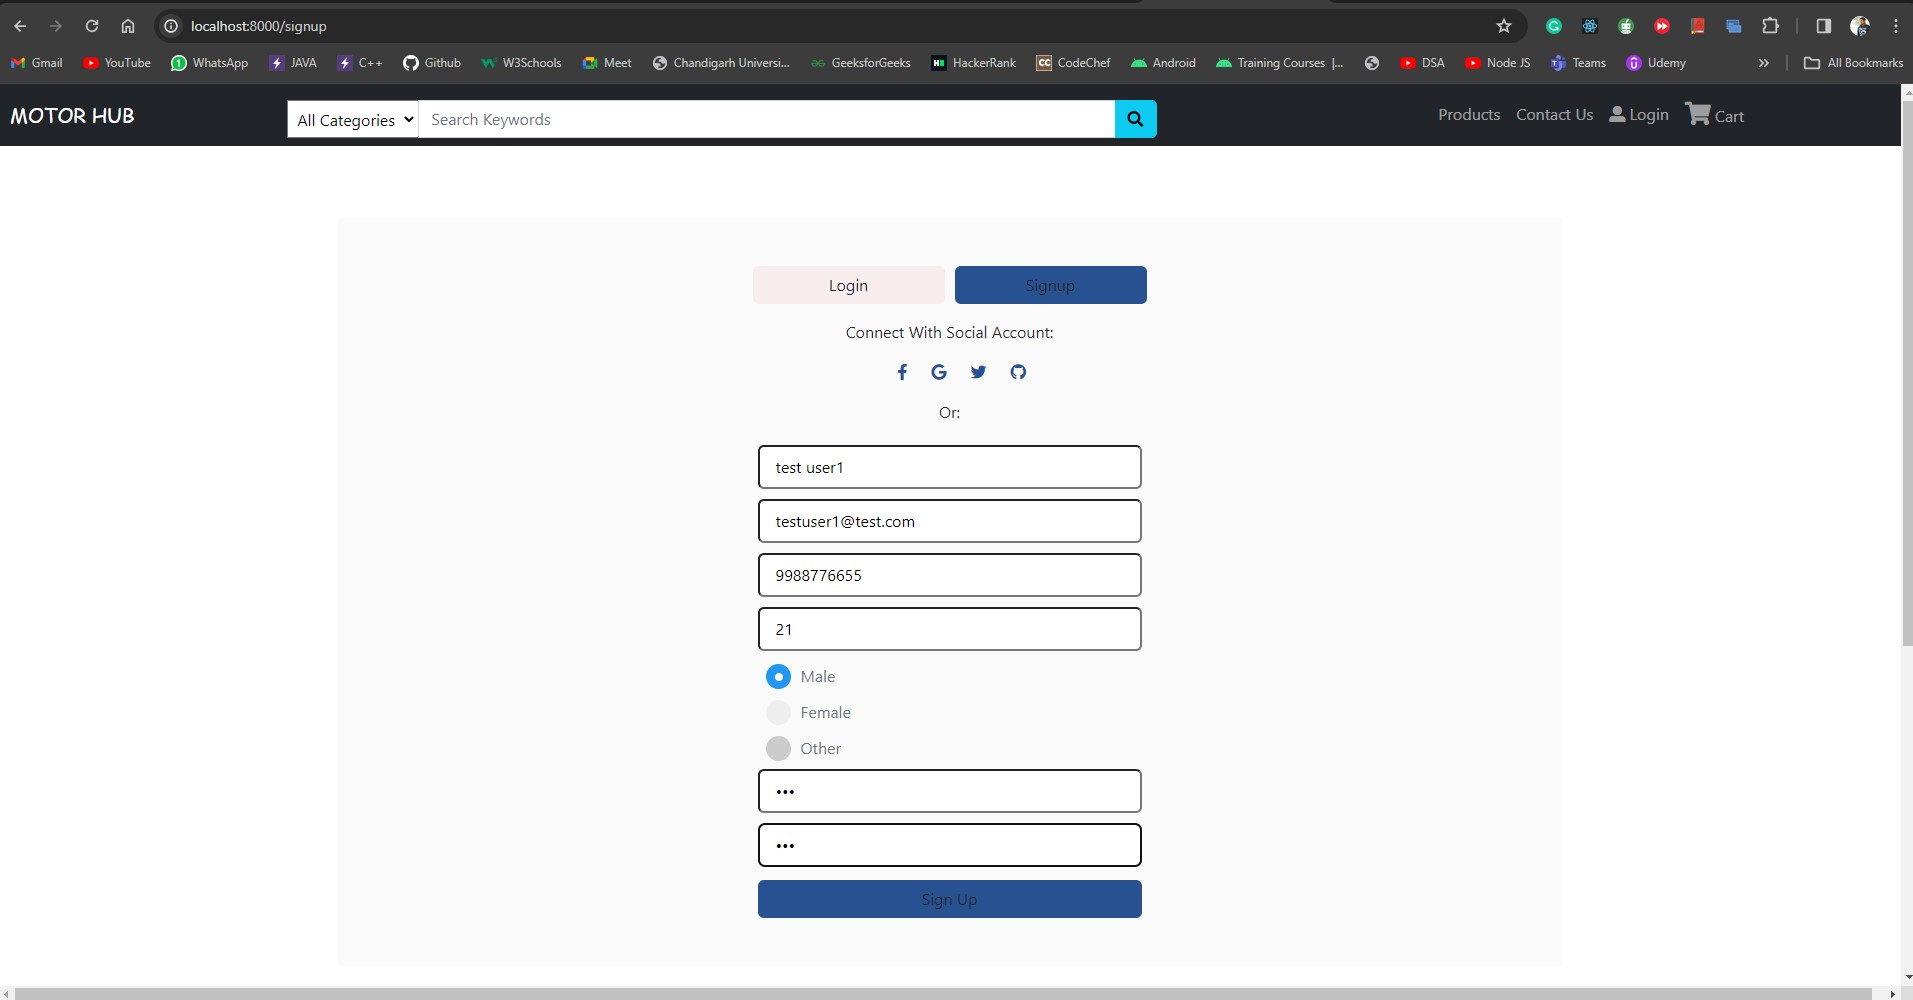 localhost:8000/signup
Gmail YouTube WhatsApp JAVA C++ Github W3Schools Meet Chandigarh Universi... GeeksforGeeks HackerRank CodeChef Android Training Courses |... DSA Node JS Teams Udemy » All Bookmarks
MOTOR HUB All Categories Search Keywords Products Contact Us Login Cart
Login Signup
Connect With Social Account:
Or:
test user1
testuser1@test.com
9988776655
21
Male
Female
Other
•••
•••
Sign Up